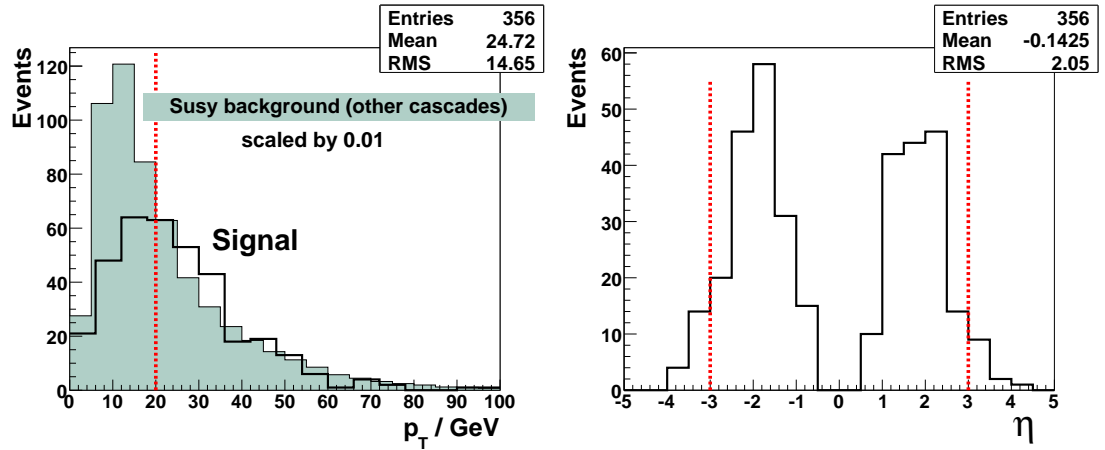 Entries 356
Mean 24.72
RMS 14.65
Events
120
100
80
60
40
20
0
Susy background (other cascades)
scaled by 0.01
Signal
0 10 20 30 40 50 60 70 80 90 100
p_T / GeV
Entries 356
Mean -0.1425
RMS 2.05
Events
60
50
40
30
20
10
0
-5 -4 -3 -2 -1 0 1 2 3 4 5
η